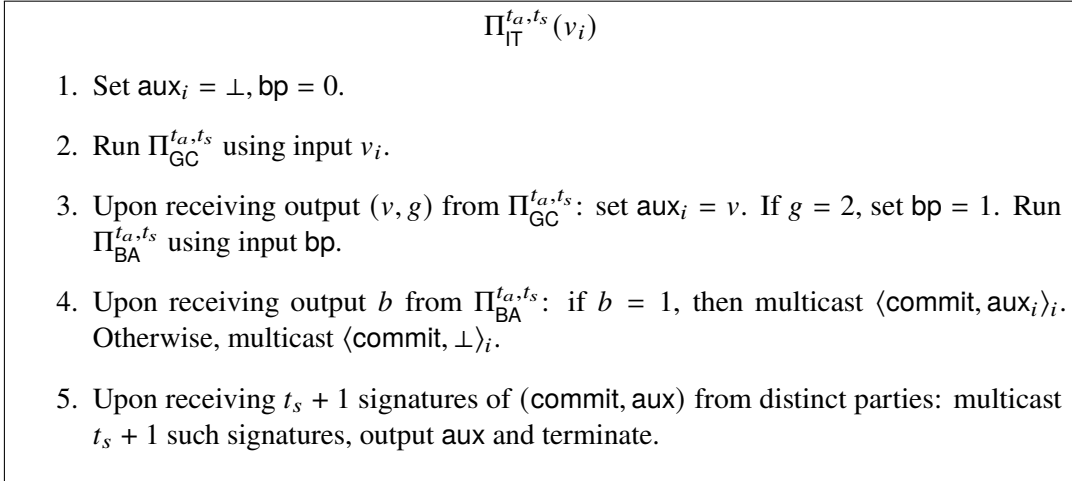 Π_IT^{t_a,t_s}(v_i)
1. Set aux_i = ⊥, bp = 0.
2. Run Π_GC^{t_a,t_s} using input v_i.
3. Upon receiving output (v, g) from Π_GC^{t_a,t_s}: set aux_i = v. If g = 2, set bp = 1. Run
Π_BA^{t_a,t_s} using input bp.
4. Upon receiving output b from Π_BA^{t_a,t_s}: if b = 1, then multicast ⟨commit, aux_i⟩_i.
Otherwise, multicast ⟨commit, ⊥⟩_i.
5. Upon receiving t_s + 1 signatures of (commit, aux) from distinct parties: multicast
t_s + 1 such signatures, output aux and terminate.